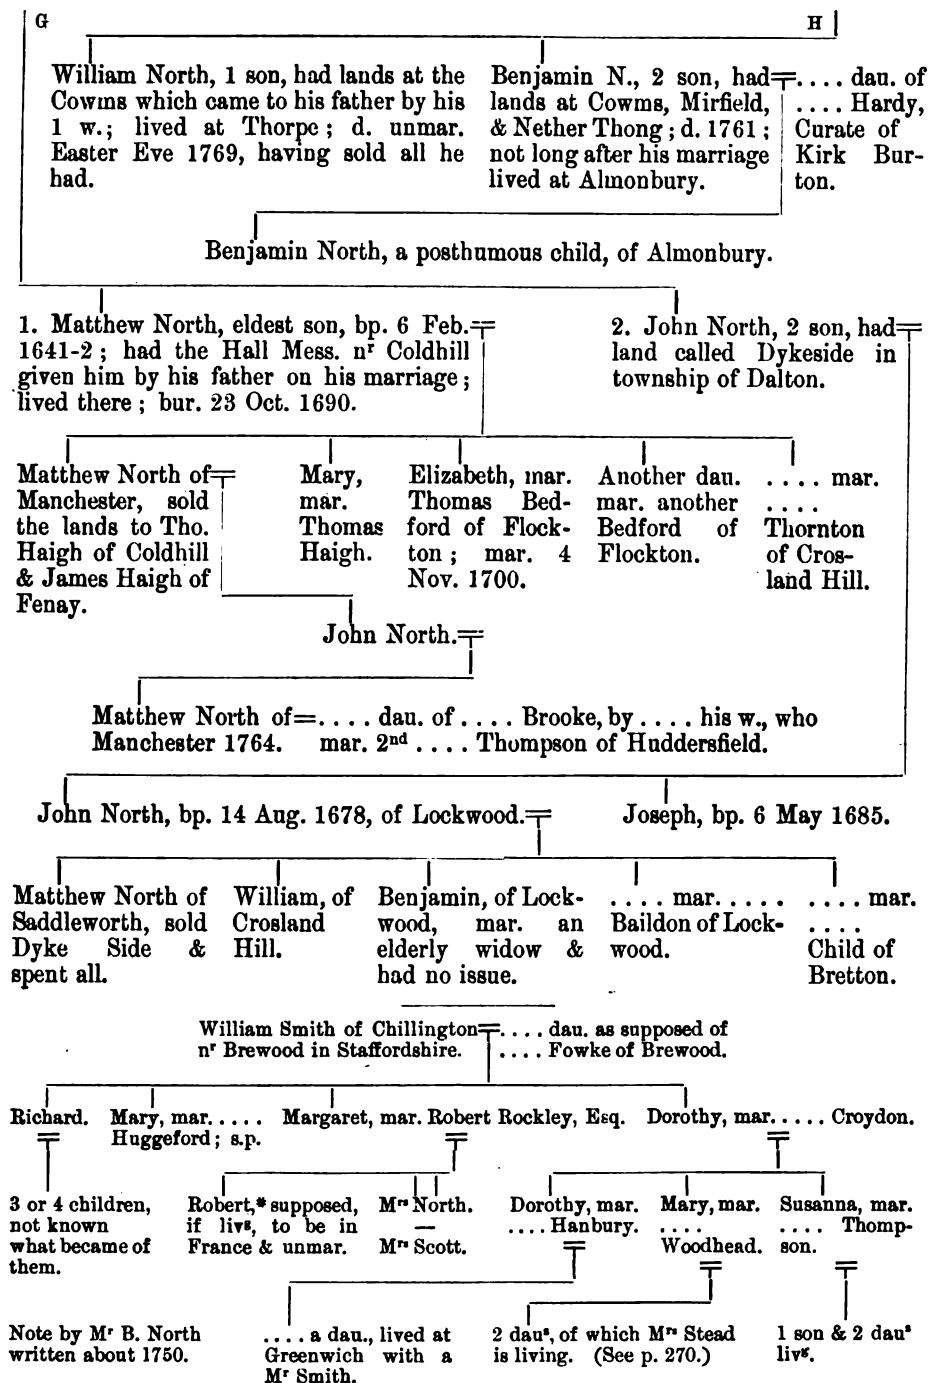 G H
William North, 1 son, had lands at the
Cowms which came to his father by his
1 w.; lived at Thorpe; d. unmar.
Easter Eve 1769, having sold all he
had.
Benjamin N., 2 son, had
lands at Cowms, Mirfield,
& Nether Thong; d. 1761;
not long after his marriage
lived at Almonbury.
.... dau. of
.... Hardy,
Curate of
Kirk Bur-
ton.
Benjamin North, a posthumous child, of Almonbury.
1. Matthew North, eldest son, bp. 6 Feb.
1641-2; had the Hall Mess. nʳ Coldhill
given him by his father on his marriage;
lived there; bur. 23 Oct. 1690.
2. John North, 2 son, had
land called Dykeside in
township of Dalton.
Matthew North of
Manchester, sold
the lands to Tho.
Haigh of Coldhill
& James Haigh of
Fenay.
Mary,
mar.
Thomas
Haigh.
Elizabeth, mar.
Thomas Bed-
ford of Flock-
ton; mar. 4
Nov. 1700.
Another dau.
mar. another
Bedford of
Flockton.
.... mar.
....
Thornton
of Cros-
land Hill.
John North.
Matthew North of=.... dau. of .... Brooke, by .... his w., who
Manchester 1764. mar. 2ⁿᵈ .... Thompson of Huddersfield.
John North, bp. 14 Aug. 1678, of Lockwood. Joseph, bp. 6 May 1685.
Matthew North of
Saddleworth, sold
Dyke Side &
spent all.
William, of
Crosland
Hill.
Benjamin, of Lock-
wood, mar. an
elderly widow &
had no issue.
.... mar.....
Baildon of Lock-
wood.
.... mar.
....
Child of
Bretton.
William Smith of Chillington
nʳ Brewood in Staffordshire.
.... dau. as supposed of
.... Fowke of Brewood.
Richard.
Mary, mar.....
Huggeford; s.p.
Margaret, mar. Robert Rockley, Esq.
Dorothy, mar..... Croydon.
3 or 4 children,
not known
what became of
them.
Robert,* supposed,
if livᵍ, to be in
France & unmar.
Mʳˢ North.
—
Mʳˢ Scott.
Dorothy, mar.
.... Hanbury.
Mary, mar.
....
Woodhead.
Susanna, mar.
.... Thomp-
son.
Note by Mʳ B. North
written about 1750.
.... a dau., lived at
Greenwich with a
Mʳ Smith.
2 dauˢ, of which Mʳˢ Stead
is living. (See p. 270.)
1 son & 2 dauˢ
livᵍ.